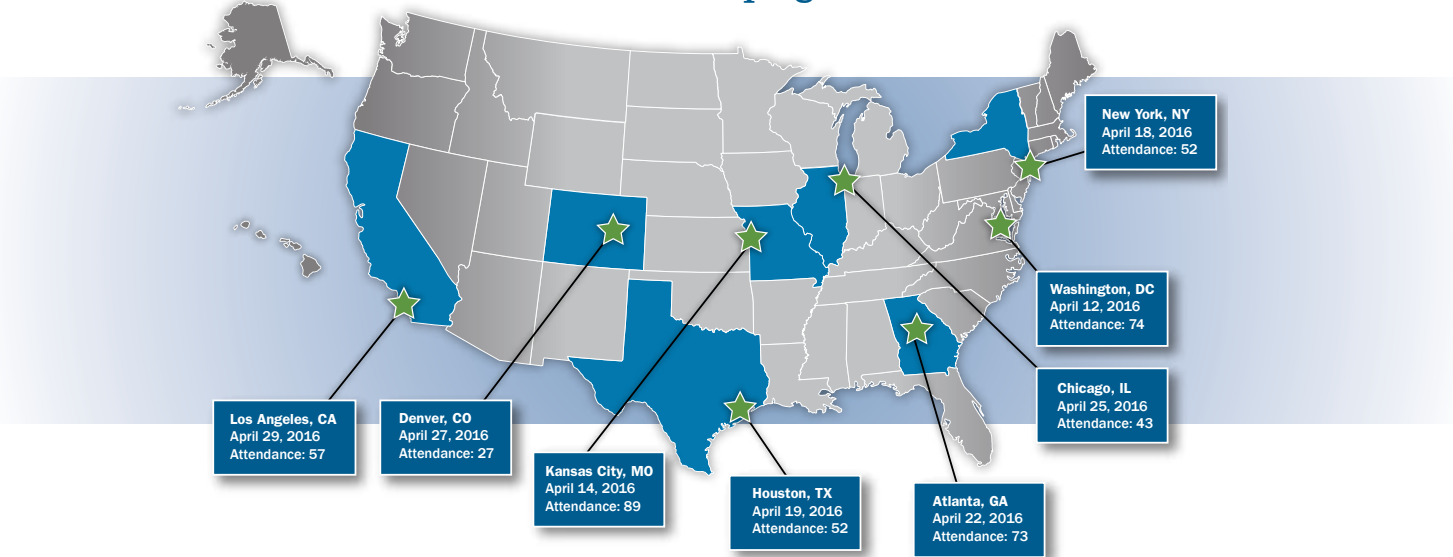 New York, NY
April 18, 2016
Attendance: 52
Washington, DC
April 12, 2016
Attendance: 74
Chicago, IL
April 25, 2016
Attendance: 43
Los Angeles, CA
April 29, 2016
Attendance: 57
Denver, CO
April 27, 2016
Attendance: 27
Kansas City, MO
April 14, 2016
Attendance: 89
Houston, TX
April 19, 2016
Attendance: 52
Atlanta, GA
April 22, 2016
Attendance: 73